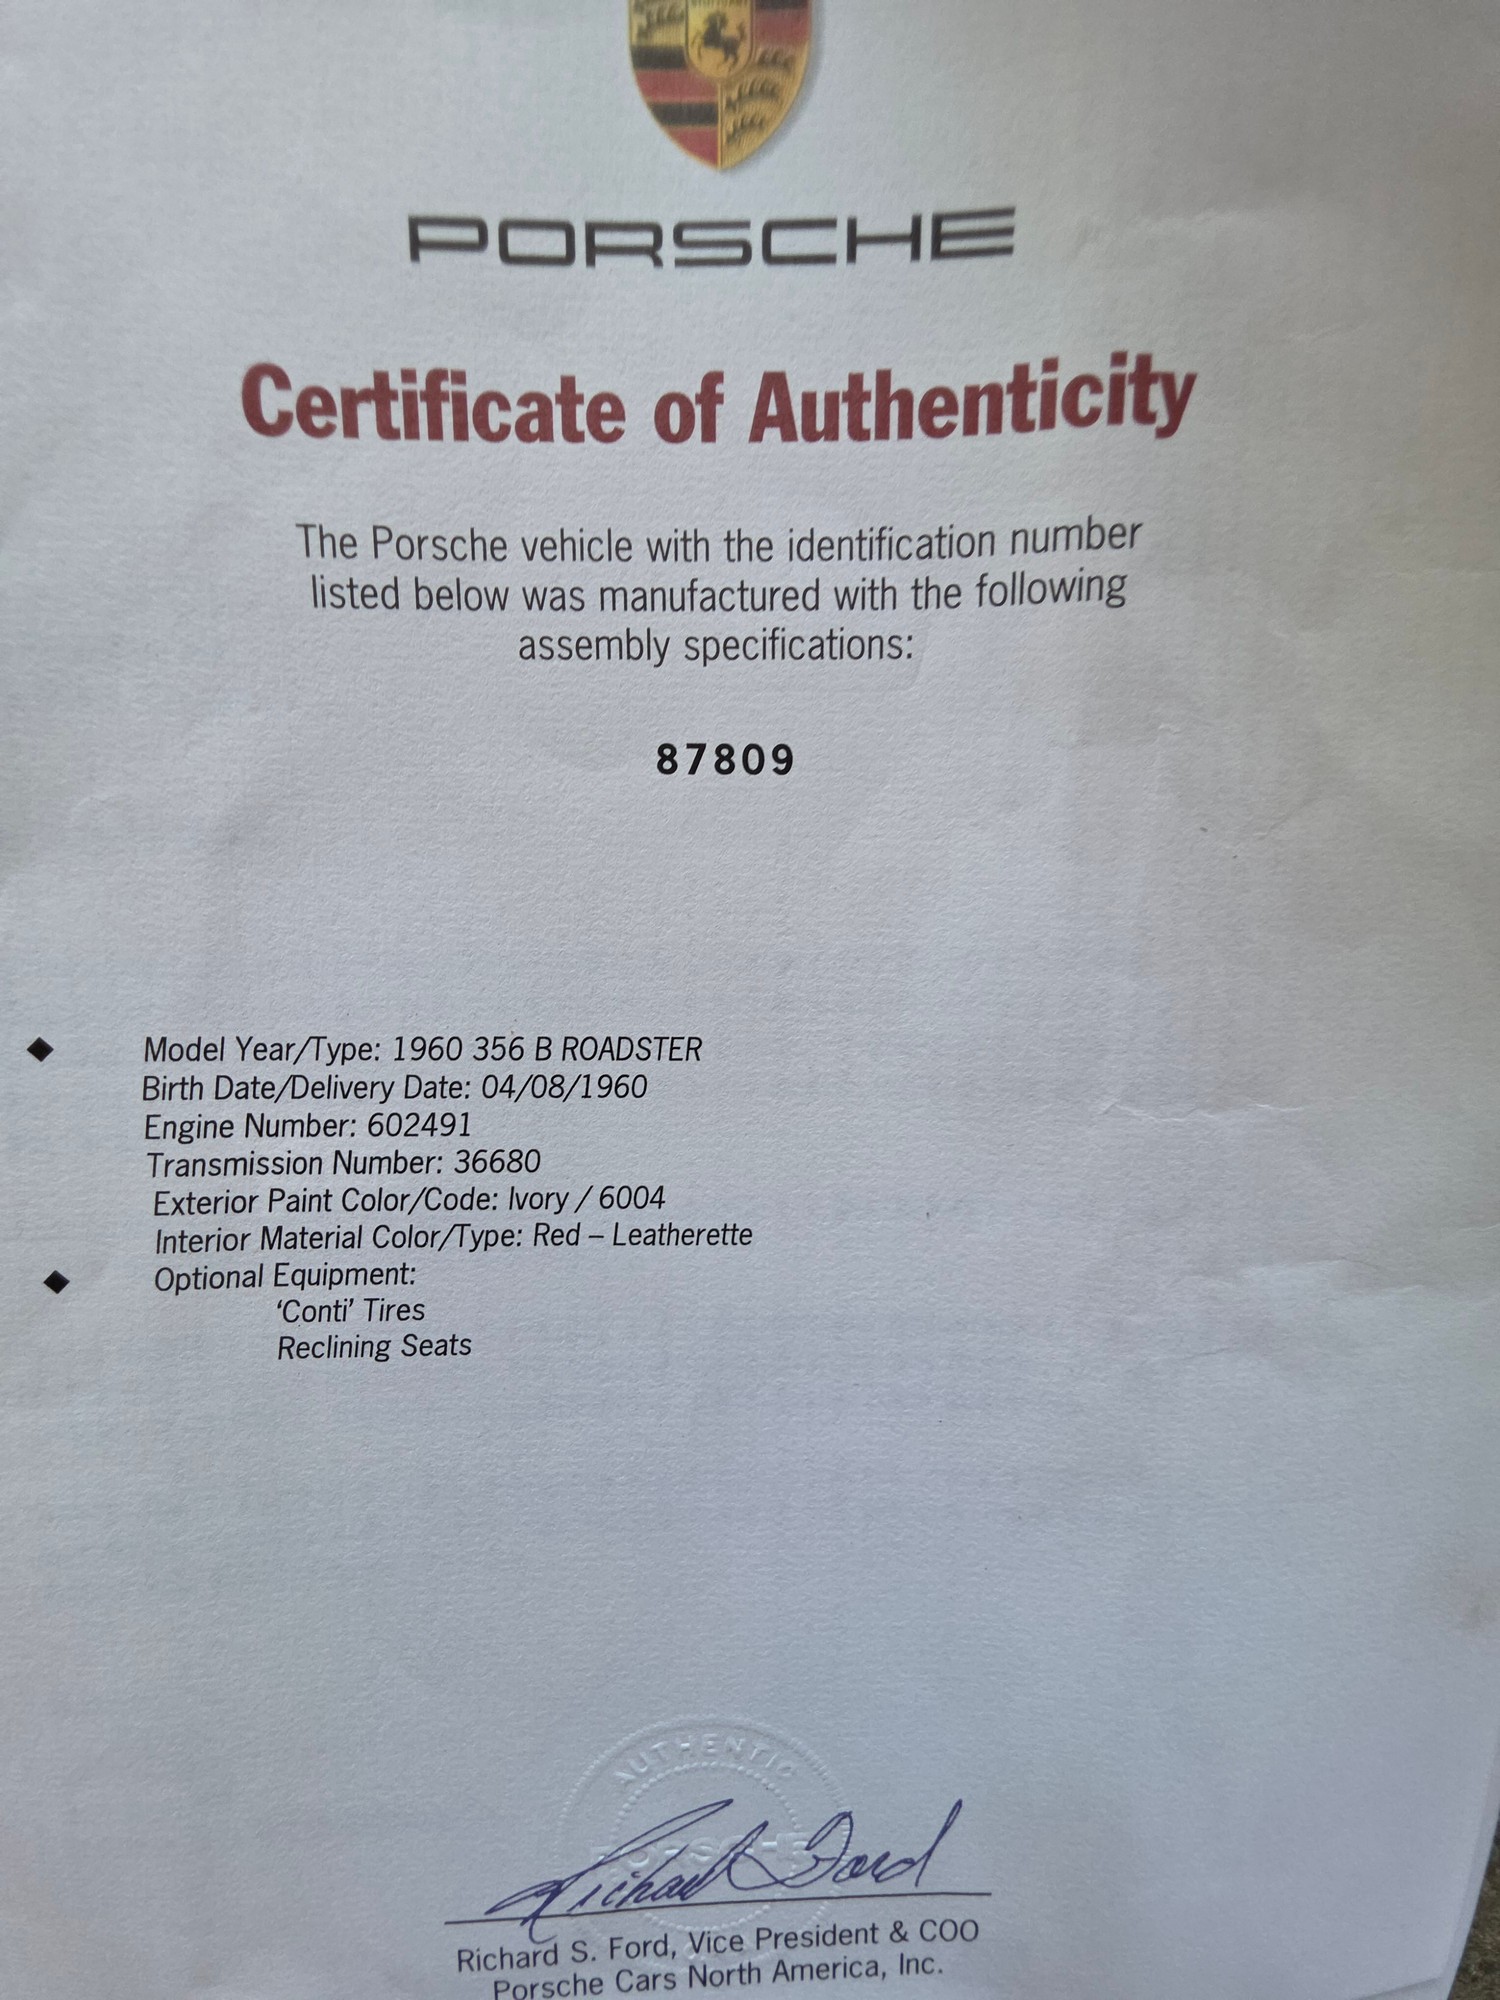 PORSCHE
Certificate of Authenticity
The Porsche vehicle with the identification number
listed below was manufactured with the following
assembly specifications:
87809
◆ Model Year/Type: 1960 356 B ROADSTER
Birth Date/Delivery Date: 04/08/1960
Engine Number: 602491
Transmission Number: 36680
Exterior Paint Color/Code: Ivory / 6004
Interior Material Color/Type: Red – Leatherette
◆ Optional Equipment:
‘Conti’ Tires
Reclining Seats
AUTHENTIC
PORSCHE
Richard Ford
Richard S. Ford, Vice President & COO
Porsche Cars North America, Inc.